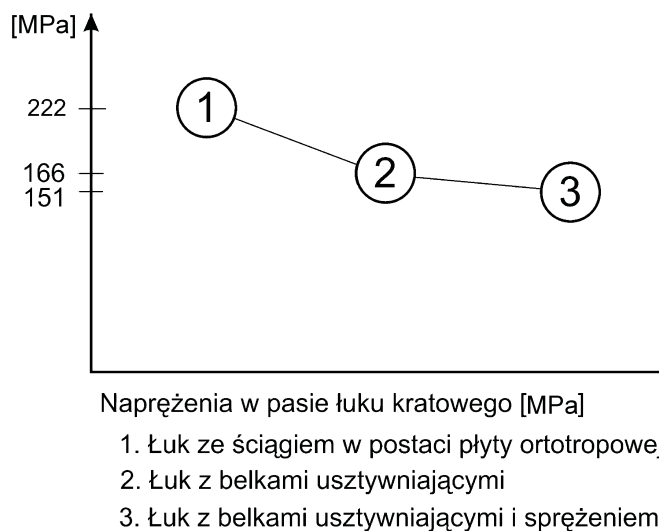 [MPa]
222
1
166
2
151
3
Naprężenia w pasie łuku kratowego [MPa]
1. Łuk ze ściągiem w postaci płyty ortotropowej
2. Łuk z belkami usztywniającymi
3. Łuk z belkami usztywniającymi i sprężeniem